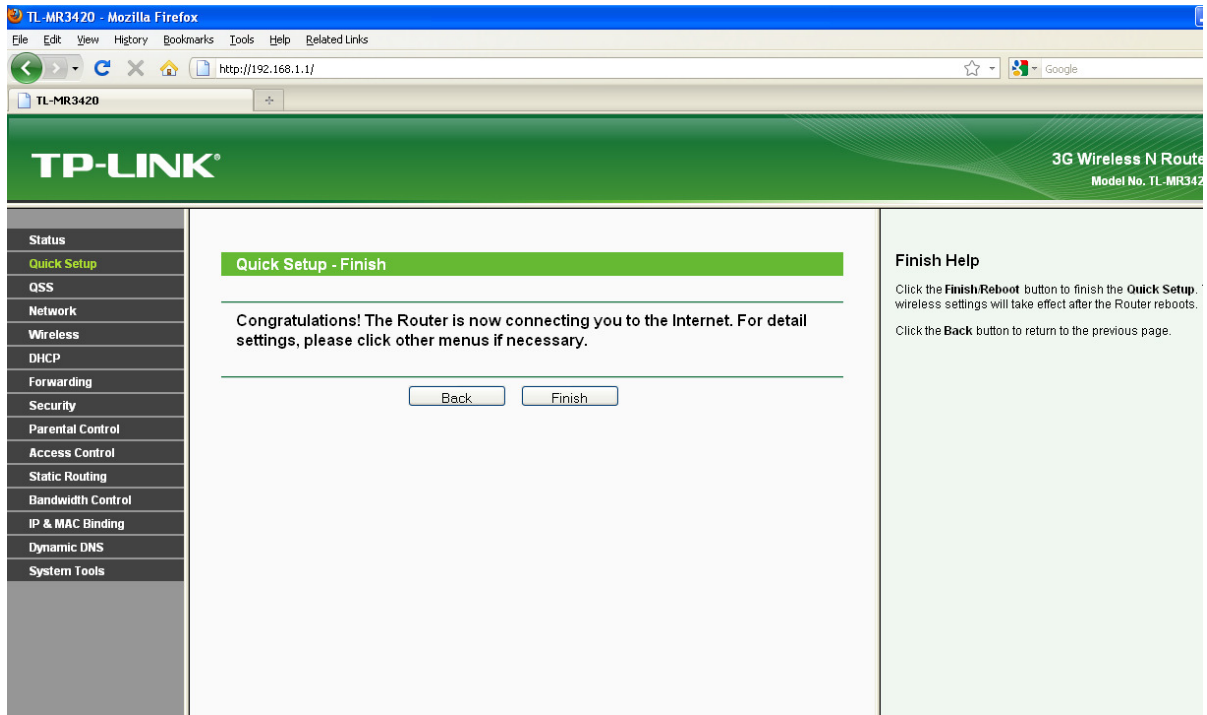 TL-MR3420 - Mozilla Firefox
File Edit View History Bookmarks Tools Help Related Links
http://192.168.1.1/
Google
TL-MR3420
TP-LINK®
3G Wireless N Route
Model No. TL-MR342
Status
Quick Setup
QSS
Network
Wireless
DHCP
Forwarding
Security
Parental Control
Access Control
Static Routing
Bandwidth Control
IP & MAC Binding
Dynamic DNS
System Tools
Quick Setup - Finish
Congratulations! The Router is now connecting you to the Internet. For detail
settings, please click other menus if necessary.
Back Finish
Finish Help
Click the Finish/Reboot button to finish the Quick Setup.
wireless settings will take effect after the Router reboots.
Click the Back button to return to the previous page.